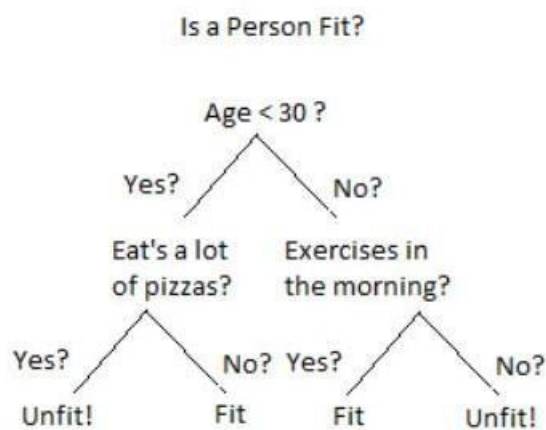 Is a Person Fit?
Age < 30 ?
Yes?
No?
Eat's a lot
of pizzas?
Exercises in
the morning?
Yes?
No?
Yes?
No?
Unfit!
Fit
Fit
Unfit!